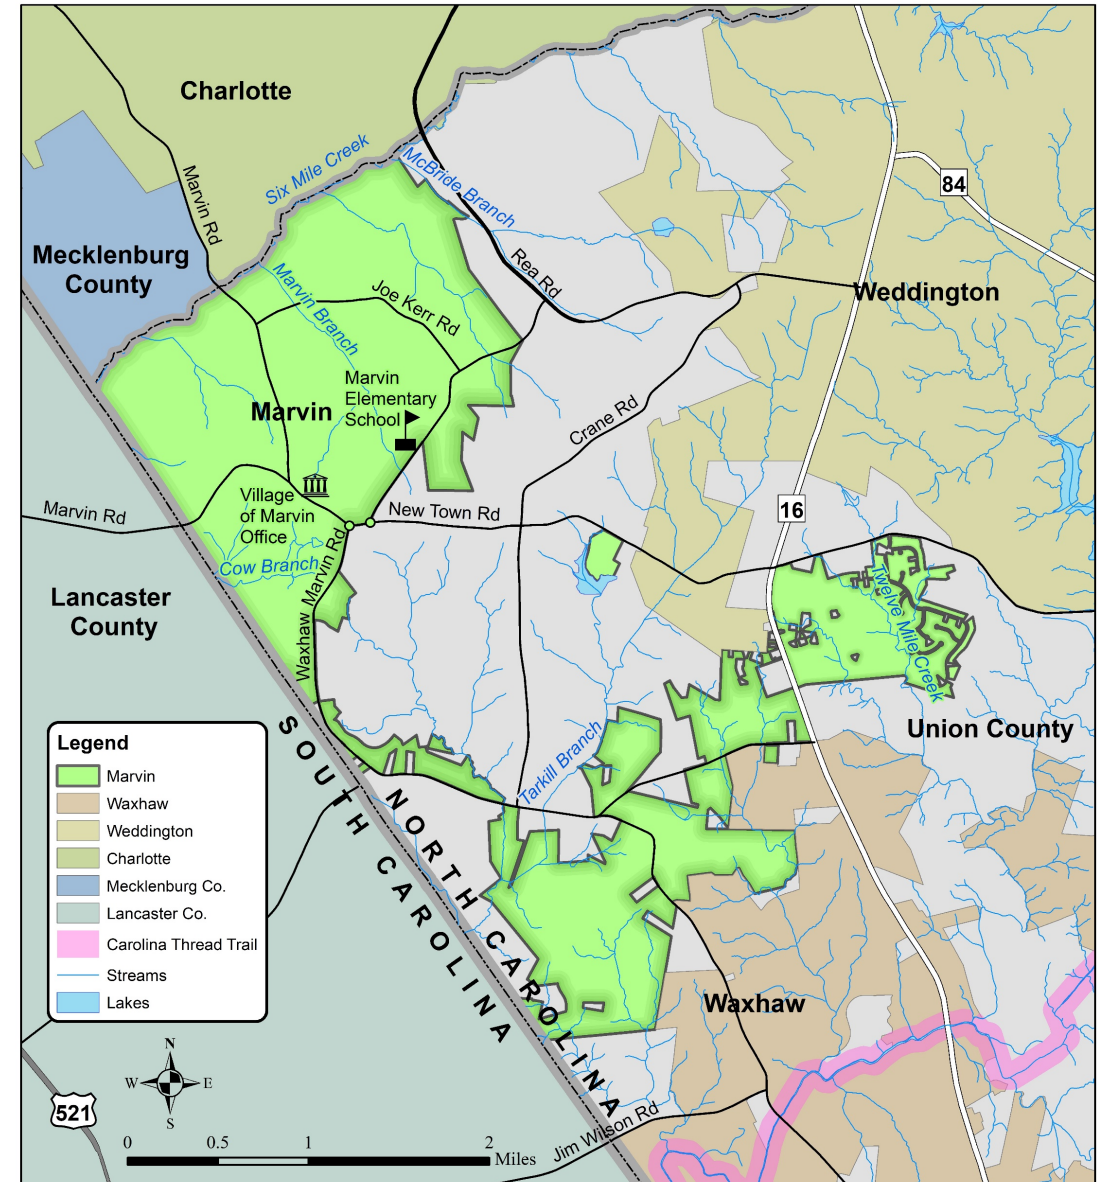 Charlotte
Six Mile Creek
McBride Branch
84
Marvin Rd
Mecklenburg
County
Rea Rd
Weddington
Marvin Branch
Joe Kerr Rd
Marvin
Elementary
School
Marvin
Crane Rd
Village
of Marvin
Office
New Town Rd
16
Marvin Rd
Cow Branch
Waxhaw Marvin Rd
Twelve Mile Creek
Lancaster
County
Union County
Tarkill Branch
SOUTH CAROLINA
NORTH CAROLINA
Legend
Marvin
Waxhaw
Weddington
Charlotte
Mecklenburg Co.
Lancaster Co.
Carolina Thread Trail
Streams
Lakes
Waxhaw
N
W E
S
521
Jim Wilson Rd
0 0.5 1 2
Miles